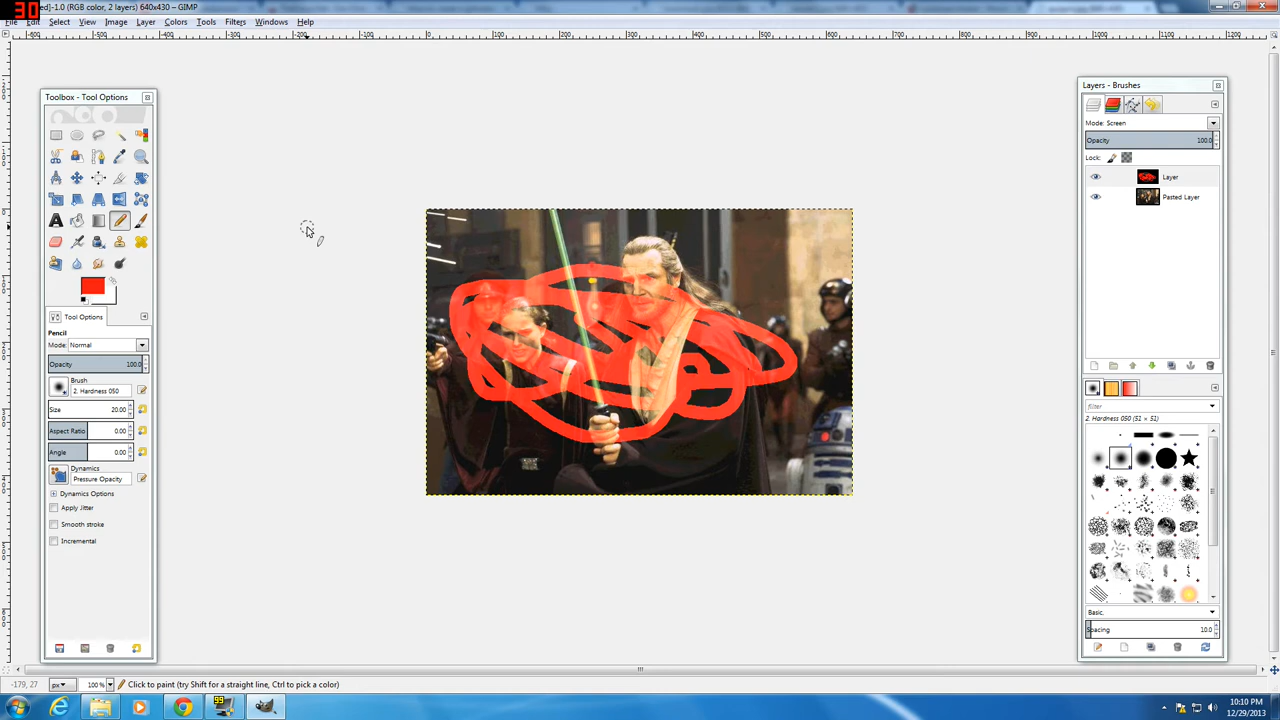 30
ed]-1.0 (RGB color, 2 layers) 640x430 – GIMP
File Edit Select View Image Layer Colors Tools Filters Windows Help
Toolbox - Tool Options
Tool Options
Pencil
Mode: Normal
Opacity 100.0
Brush
2. Hardness 050
Size 20.00
Aspect Ratio 0.00
Angle 0.00
Dynamics
Pressure Opacity
Dynamics Options
Apply Jitter
Smooth stroke
Incremental
Layers - Brushes
Mode: Screen
Opacity 100.0
Lock:
Layer
Pasted Layer
filter
2. Hardness 050 (51 × 51)
Basic.
Spacing 10.0
-179, 27 px 100% Click to paint (try Shift for a straight line, Ctrl to pick a color)
99
10:10 PM
12/29/2013